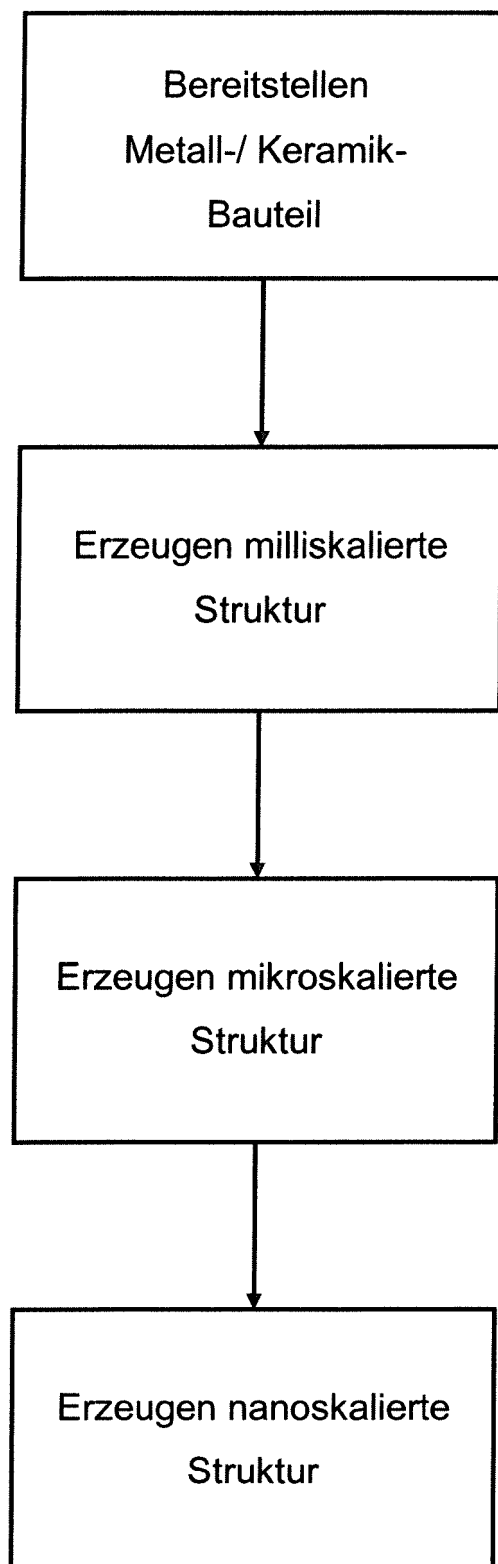 Bereitstellen
Metall-/ Keramik-
Bauteil
Erzeugen milliskalierte
Struktur
Erzeugen mikroskalierte
Struktur
Erzeugen nanoskalierte
Struktur